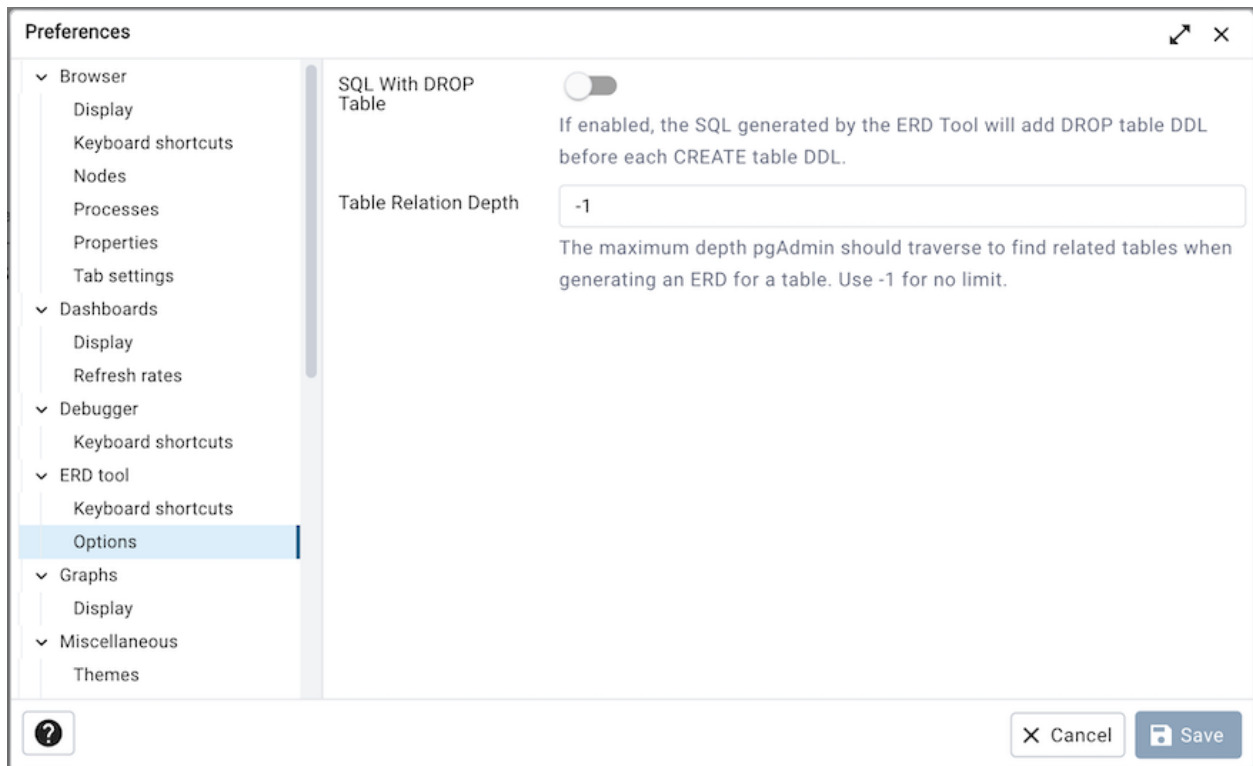 Preferences
Browser
Display
Keyboard shortcuts
Nodes
Processes
Properties
Tab settings
Dashboards
Display
Refresh rates
Debugger
Keyboard shortcuts
ERD tool
Keyboard shortcuts
Options
Graphs
Display
Miscellaneous
Themes
SQL With DROP
Table
If enabled, the SQL generated by the ERD Tool will add DROP table DDL
before each CREATE table DDL.
Table Relation Depth
-1
The maximum depth pgAdmin should traverse to find related tables when
generating an ERD for a table. Use -1 for no limit.
?
Cancel
Save